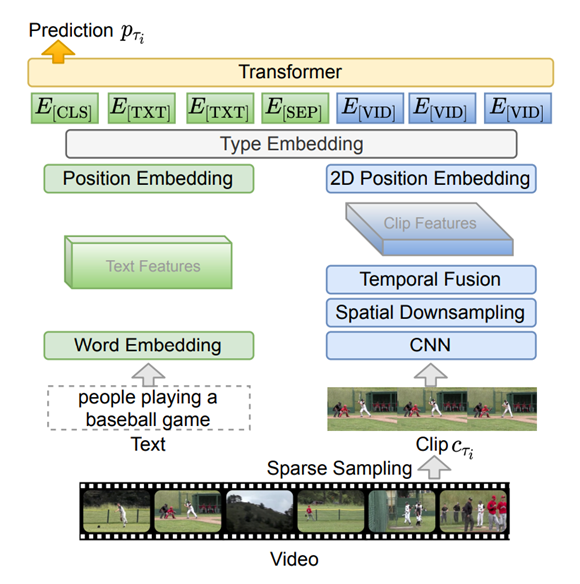 Prediction p_{τ_i}
Transformer
E_{[CLS]} E_{[TXT]} E_{[TXT]} E_{[SEP]} E_{[VID]} E_{[VID]} E_{[VID]}
Type Embedding
Position Embedding
2D Position Embedding
Text Features
Clip Features
Temporal Fusion
Spatial Downsampling
Word Embedding
CNN
people playing a
baseball game
Text
Clip c_{τ_i}
Sparse Sampling
Video